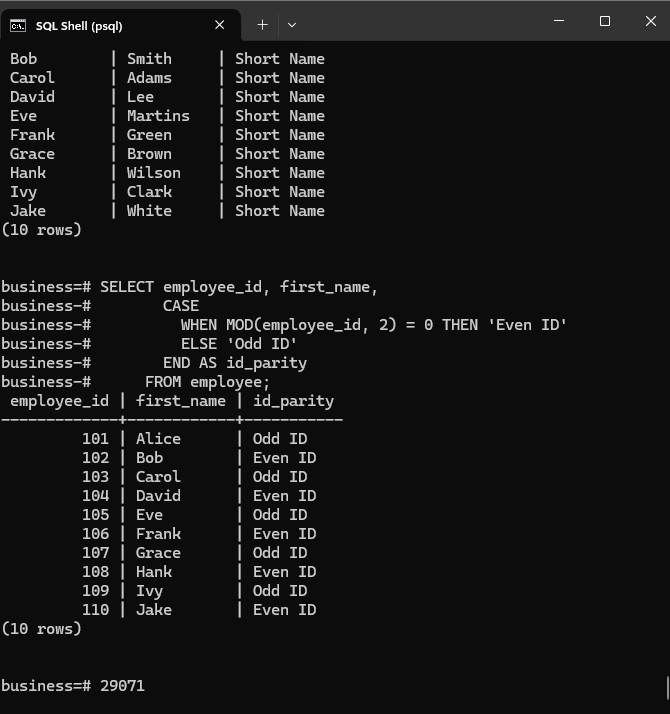 SQL Shell (psql)
 Bob        | Smith     | Short Name
 Carol      | Adams     | Short Name
 David      | Lee       | Short Name
 Eve        | Martins   | Short Name
 Frank      | Green     | Short Name
 Grace      | Brown     | Short Name
 Hank       | Wilson    | Short Name
 Ivy        | Clark     | Short Name
 Jake       | White     | Short Name
(10 rows)
business=# SELECT employee_id, first_name,
business-#        CASE
business-#          WHEN MOD(employee_id, 2) = 0 THEN 'Even ID'
business-#          ELSE 'Odd ID'
business-#        END AS id_parity
business-#      FROM employee;
 employee_id | first_name | id_parity
-------------+------------+-----------
         101 | Alice      | Odd ID
         102 | Bob        | Even ID
         103 | Carol      | Odd ID
         104 | David      | Even ID
         105 | Eve        | Odd ID
         106 | Frank      | Even ID
         107 | Grace      | Odd ID
         108 | Hank       | Even ID
         109 | Ivy        | Odd ID
         110 | Jake       | Even ID
(10 rows)
business=# 29071